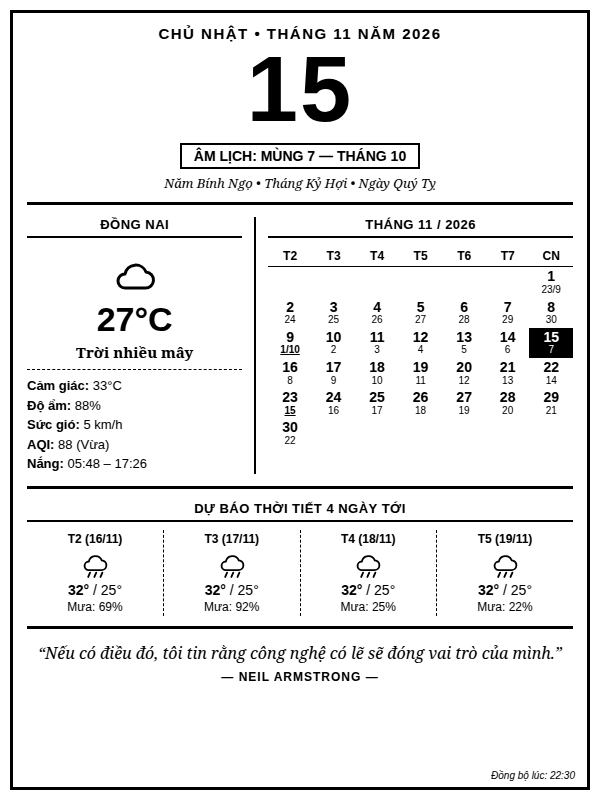 CHỦ NHẬT • THÁNG 11 NĂM 2026
15
ÂM LỊCH: MÙNG 7 — THÁNG 10
Năm Bính Ngọ • Tháng Kỷ Hợi • Ngày Quý Tỵ
ĐỒNG NAI
27°C
Trời nhiều mây
Cảm giác: 33°C
Độ ẩm: 88%
Sức gió: 5 km/h
AQI: 88 (Vừa)
Nắng: 05:48 – 17:26
THÁNG 11 / 2026
T2 T3 T4 T5 T6 T7 CN
1
23/9
2 3 4 5 6 7 8
24 25 26 27 28 29 30
9 10 11 12 13 14 15
1/10 2 3 4 5 6 7
16 17 18 19 20 21 22
8 9 10 11 12 13 14
23 24 25 26 27 28 29
15 16 17 18 19 20 21
30
22
DỰ BÁO THỜI TIẾT 4 NGÀY TỚI
T2 (16/11) T3 (17/11) T4 (18/11) T5 (19/11)
32° / 25° 32° / 25° 32° / 25° 32° / 25°
Mưa: 69% Mưa: 92% Mưa: 25% Mưa: 22%
“Nếu có điều đó, tôi tin rằng công nghệ có lẽ sẽ đóng vai trò của mình.”
— NEIL ARMSTRONG —
Đồng bộ lúc: 22:30